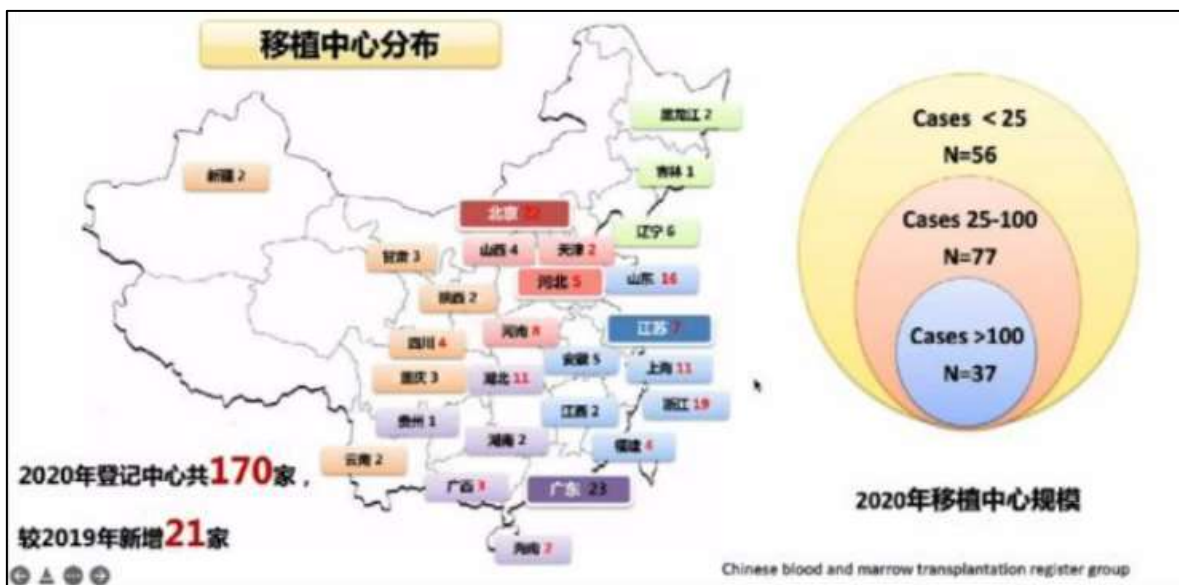 移植中心分布
黑龙江 2
吉林 1
新疆 2
北京
辽宁 6
山西 4
天津 2
甘肃 3
河北 5
山东 16
陕西 2
江苏 7
河南 8
四川 4
安徽 5
上海 11
重庆 3
湖北 11
江西 2
浙江 19
贵州 1
湖南 2
福建 4
云南 2
广西 3
广东 23
海南 2
2020年登记中心共170家，
较2019年新增21家
Cases < 25
N=56
Cases 25-100
N=77
Cases >100
N=37
2020年移植中心规模
Chinese blood and marrow transplantation register group